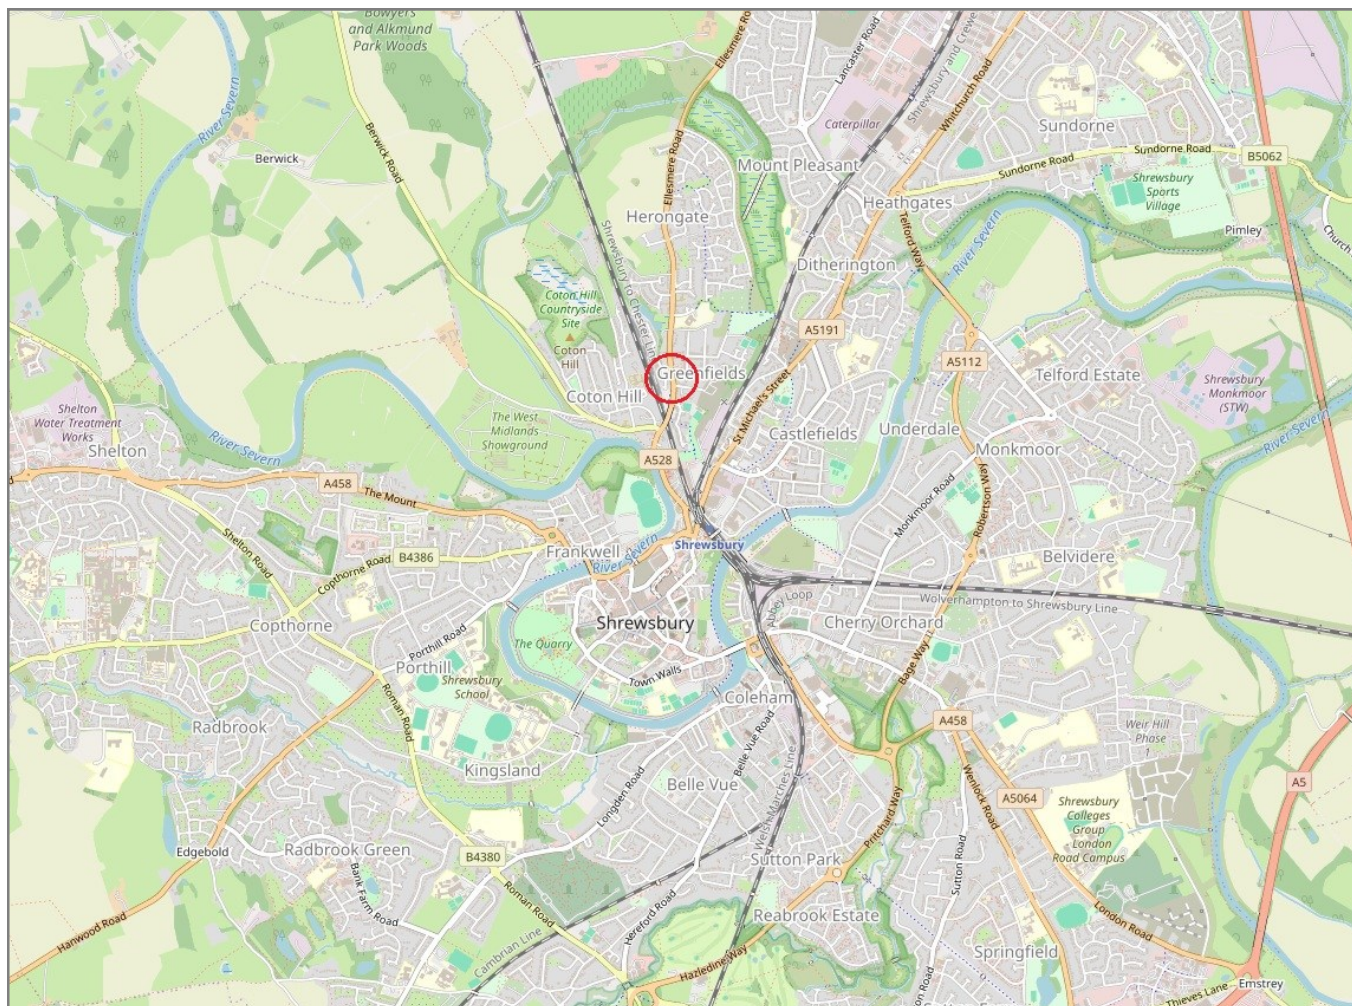 Bowyers
and Alkmund
Park Woods
Ellesmere Road
Lancaster Road
Shrewsbury and Crewe
Whitchurch Road
River Severn
Berwick
Berwick Road
Caterpillar
Sundorne
Sundorne Road
Sundorne Road
B5062
Mount Pleasant
Ellesmere Road
Shrewsbury
Sports
Village
Heathgates
Herongate
Telford Way
River Severn
Pimley
Church
Shrewsbury to Chester Line
Ditherington
Coton Hill
Countryside
Site
A5191
Coton
Hill
A5112
Greenfields
Telford Estate
Shrewsbury
- Monkmoor
(STW)
Coton Hill
St Michael's Street
Shelton
Water Treatment
Works
The West
Midlands
Showground
Castlefields
Underdale
River Severn
River Severn
Shelton
Monkmoor
A528
A458
The Mount
Monkmoor Road
Robertson Way
Shelton Road
Frankwell
Shrewsbury
B4386
Copthorne Road
River Severn
Belvidere
Abbey Loop
Wolverhampton to Shrewsbury Line
Copthorne
Shrewsbury
Cherry Orchard
Porthill Road
The Quarry
Porthill
Town Walls
Bage Way
Shrewsbury
School
Roman Road
Coleham
Radbrook
A458
Weir Hill
Phase
1
Belle Vue Road
Kingsland
Belle Vue
Longden Road
Welsh Marches Line
Wenlock Road
A5
A5064
Pritchard Way
Shrewsbury
Colleges
Group
London
Road Campus
Edgebold
Radbrook Green
B4380
Sutton Park
Sutton Road
Bank Farm Road
Roman Road
Hereford Road
Reabrook Estate
London Road
Hanwood Road
Cambrian Line
Springfield
Hazledine Way
on Road
Thieves Lane
Emstrey